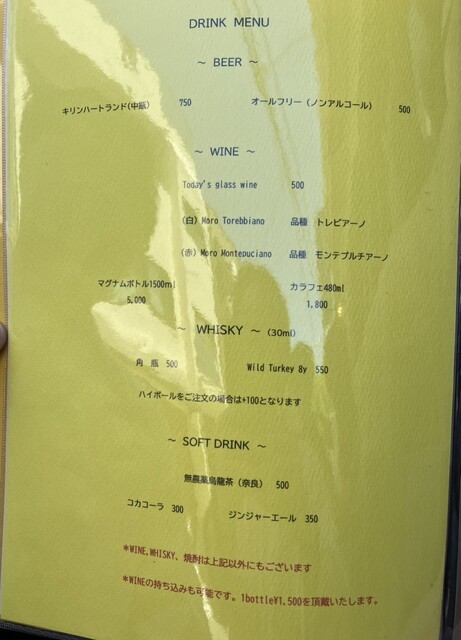 DRINK MENU
～ BEER ～
キリンハートランド(中瓶) 750 オールフリー（ノンアルコール） 500
～ WINE ～
Today's glass wine 500
(白) Moro Torebbiano 品種 トレビアーノ
(赤) Moro Montepuciano 品種 モンテプルチアーノ
マグナムボトル1500ml カラフェ480ml
5,000 1,800
～ WHISKY ～ (30ml)
角 瓶 500 Wild Turkey 8y 550
ハイボールをご注文の場合は+100となります
～ SOFT DRINK ～
無農薬烏龍茶（奈良） 500
コカコーラ 300 ジンジャーエール 350
*WINE,WHISKY、焼酎は上記以外にもございます
*WINEの持ち込みも可能です。1bottle¥1,500を頂戴いたします。